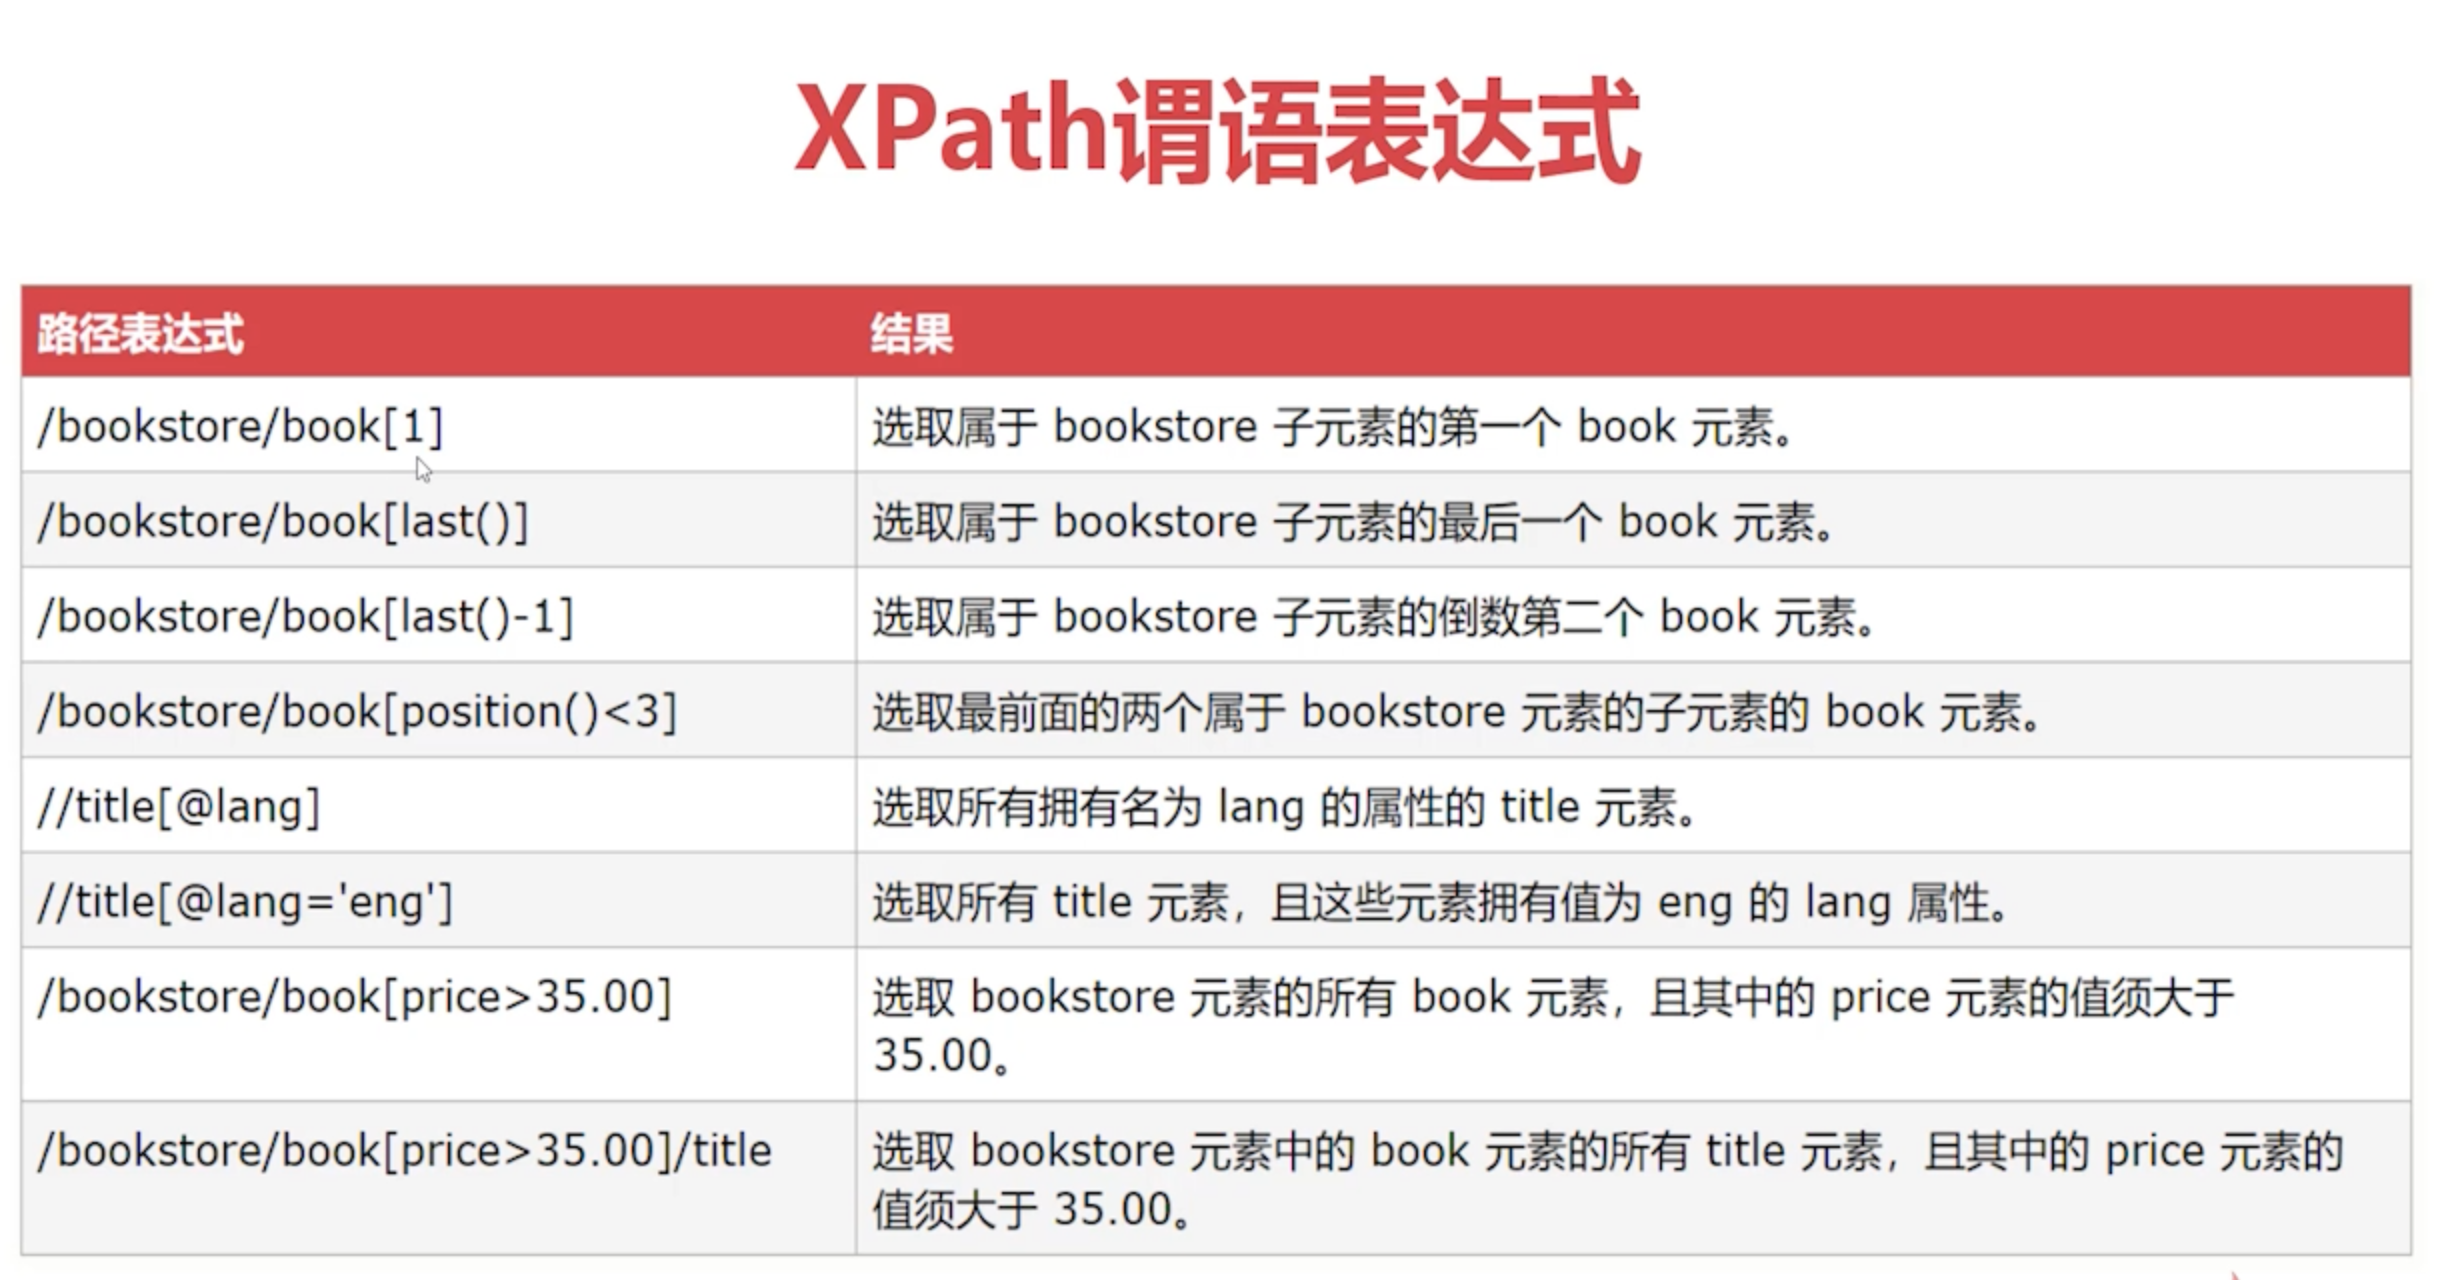 XPath谓语表达式
路径表达式 结果
/bookstore/book[1] 选取属于 bookstore 子元素的第一个 book 元素。
/bookstore/book[last()] 选取属于 bookstore 子元素的最后一个 book 元素。
/bookstore/book[last()-1] 选取属于 bookstore 子元素的倒数第二个 book 元素。
/bookstore/book[position()<3] 选取最前面的两个属于 bookstore 元素的子元素的 book 元素。
//title[@lang] 选取所有拥有名为 lang 的属性的 title 元素。
//title[@lang='eng'] 选取所有 title 元素，且这些元素拥有值为 eng 的 lang 属性。
/bookstore/book[price>35.00] 选取 bookstore 元素的所有 book 元素，且其中的 price 元素的值须大于
35.00。
/bookstore/book[price>35.00]/title 选取 bookstore 元素中的 book 元素的所有 title 元素，且其中的 price 元素的
值须大于 35.00。